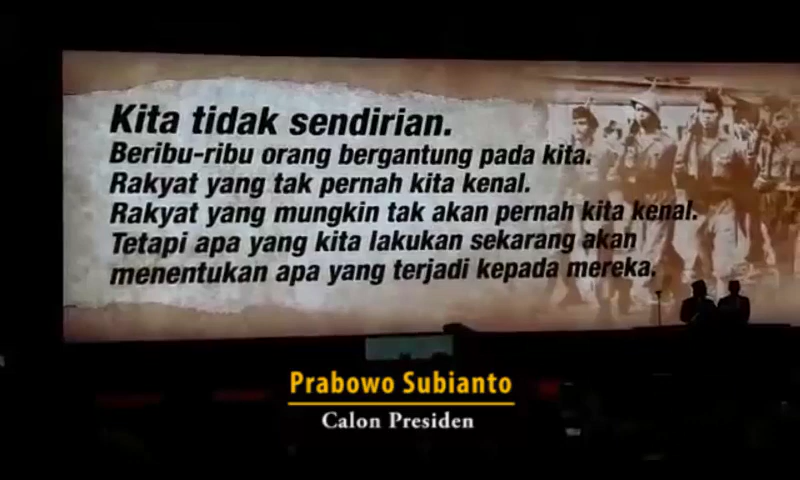 Kita tidak sendirian.
Beribu-ribu orang bergantung pada kita.
Rakyat yang tak pernah kita kenal.
Rakyat yang mungkin tak akan pernah kita kenal.
Tetapi apa yang kita lakukan sekarang akan
menentukan apa yang terjadi kepada mereka.
Prabowo Subianto
Calon Presiden